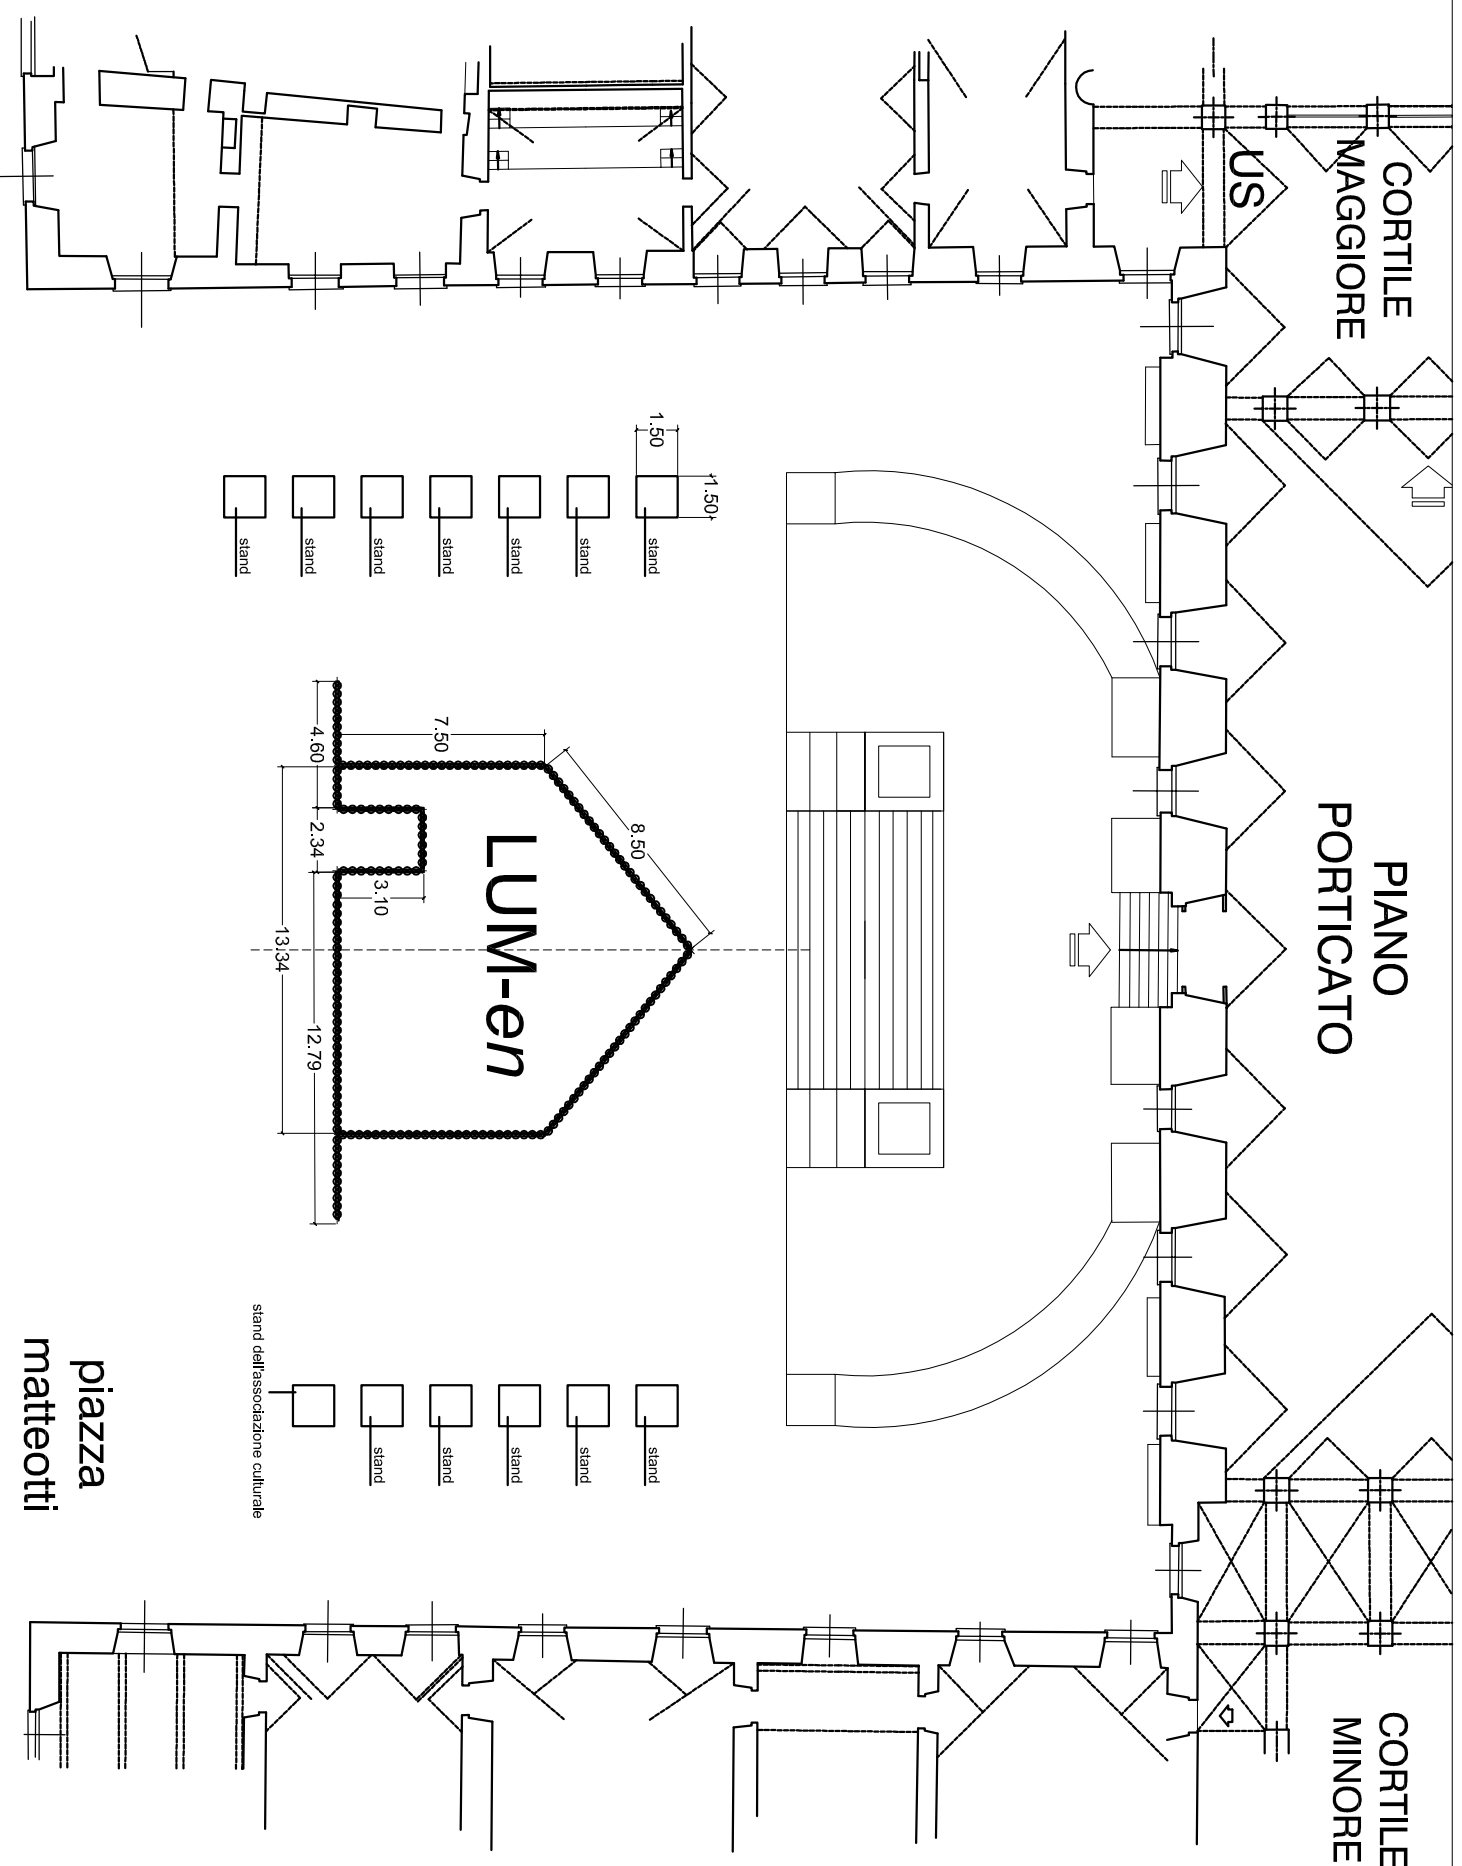 CORTILE
MAGGIORE
US
PIANO
PORTICATO
CORTILE
MINORE
1.50
1.50
stand
stand
stand
stand
stand
stand
stand
8.50
7.50
LUM-en
3.10
4.60
2.34
12.79
13.34
stand
stand
stand
stand
stand
stand dell'associazione culturale
piazza
matteotti